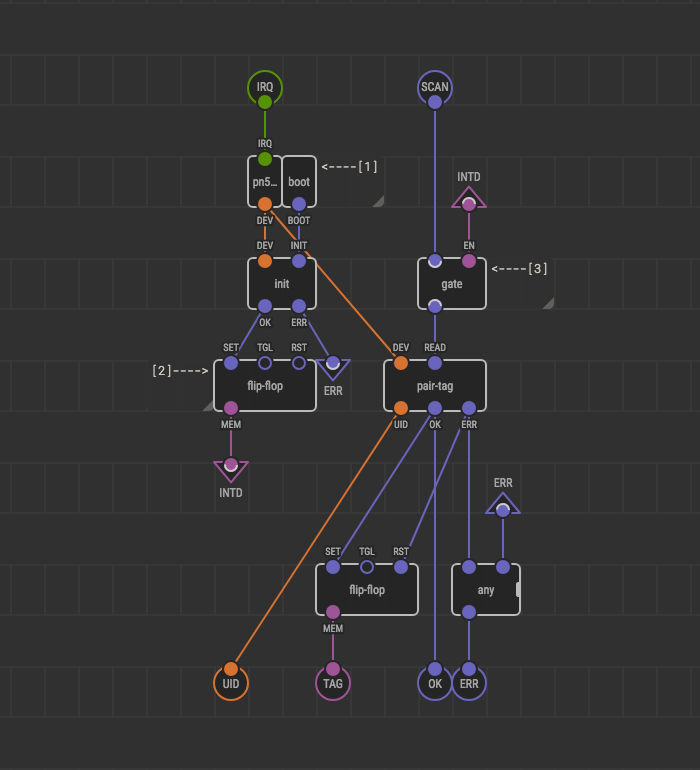 IRQ
SCAN
IRQ
pn5... boot
<----[1]
INTD
DEV BOOT
DEV INIT
EN
init
gate
<----[3]
OK ERR
SET TGL RST
DEV READ
[2]---->
flip-flop
ERR
pair-tag
MEM
UID OK ERR
INTD
ERR
SET TGL RST
flip-flop
any
MEM
UID
TAG
OK
ERR